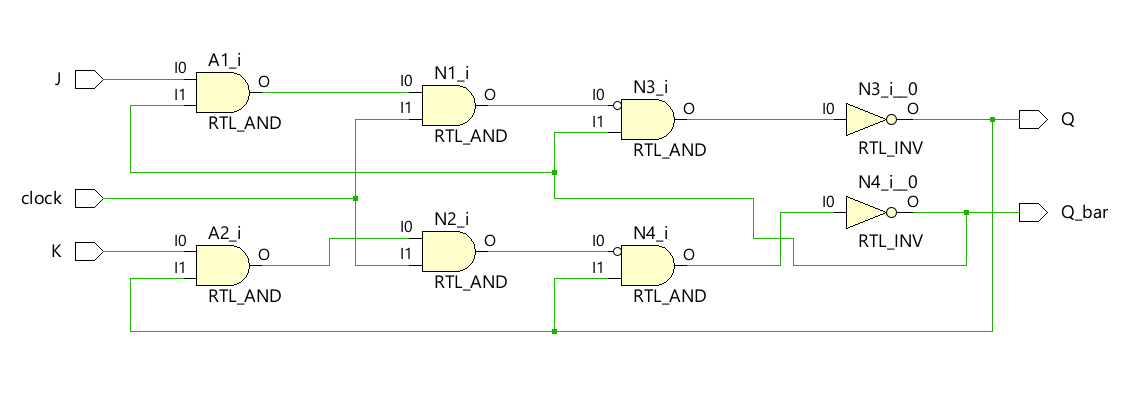 A1_i
J I0 O
I1
RTL_AND
N1_i
I0 O
I1
RTL_AND
N3_i
I0 O
I1
RTL_AND
N3_i__0
I0 O
RTL_INV
Q
clock
N4_i__0
I0 O
RTL_INV
Q_bar
K
A2_i
I0 O
I1
RTL_AND
N2_i
I0 O
I1
RTL_AND
N4_i
I0 O
I1
RTL_AND